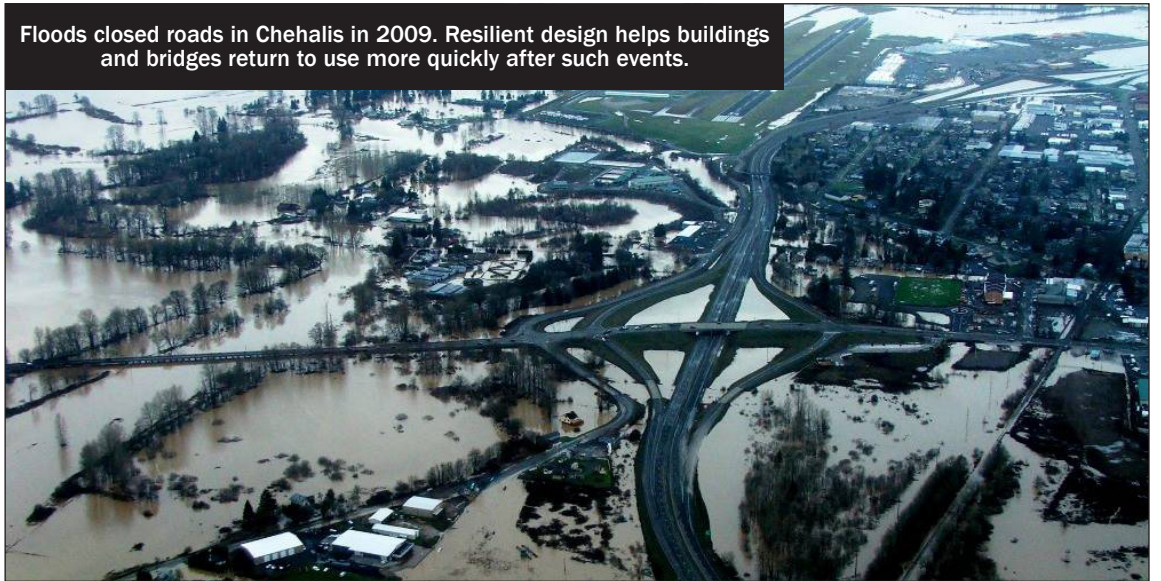 Floods closed roads in Chehalis in 2009. Resilient design helps buildings
and bridges return to use more quickly after such events.